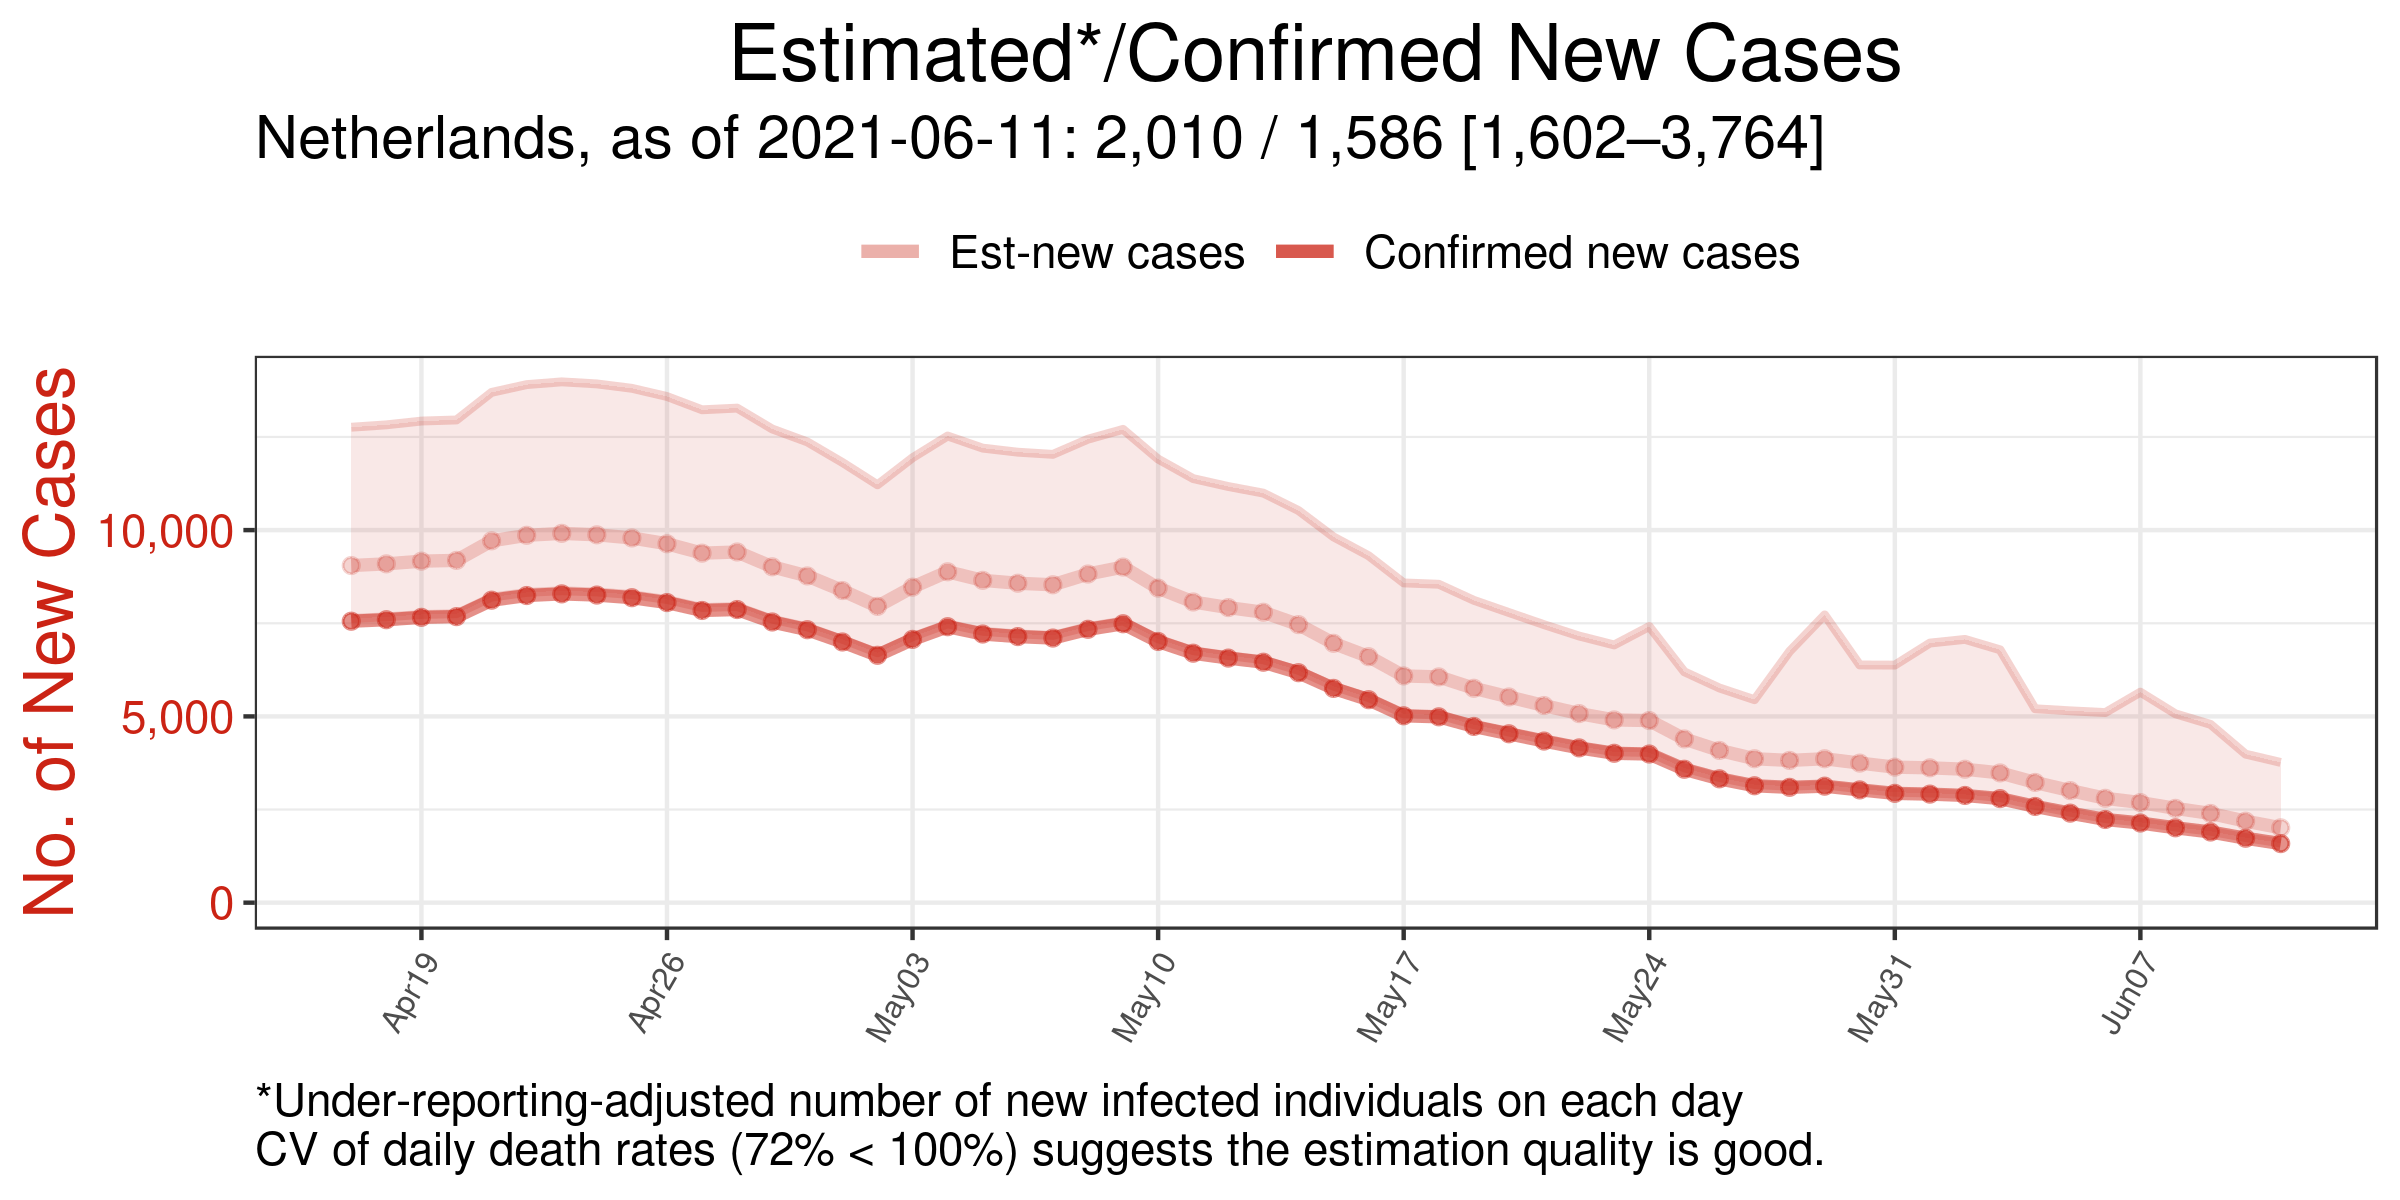 Estimated*/Confirmed New Cases
Netherlands, as of 2021-06-11: 2,010 / 1,586 [1,602–3,764]
Est-new cases
Confirmed new cases
No. of New Cases
10,000
5,000
0
Apr19
Apr26
May03
May10
May17
May24
May31
Jun07
*Under-reporting-adjusted number of new infected individuals on each day
CV of daily death rates (72% < 100%) suggests the estimation quality is good.